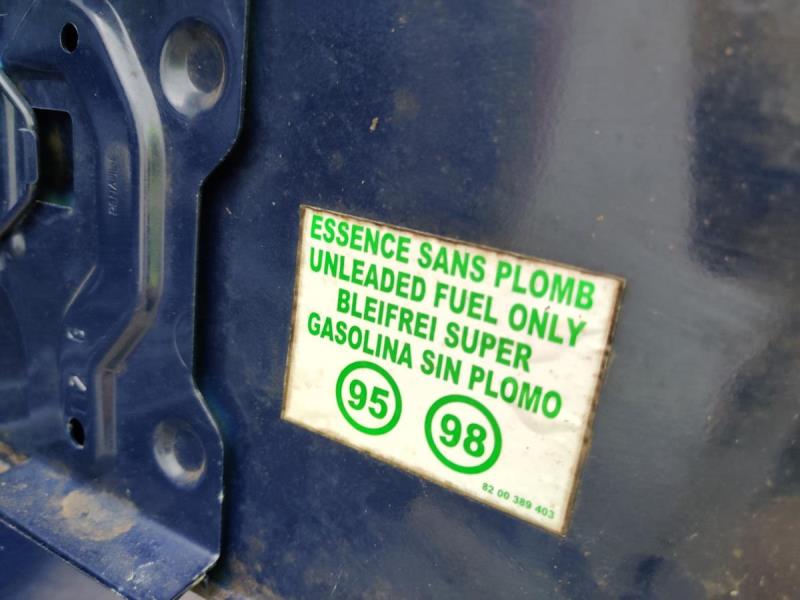 ESSENCE SANS PLOMB
UNLEADED FUEL ONLY
BLEIFREI SUPER
GASOLINA SIN PLOMO
95 98
82 00 389 403